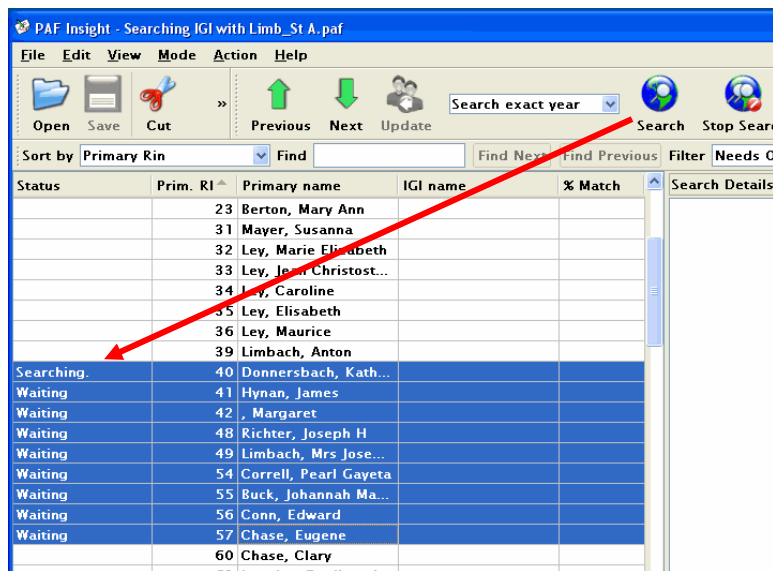 PAF Insight - Searching IGI with Limb_St A.paf
File Edit View Mode Action Help
» Search exact year
Open Save Cut Previous Next Update Search Stop Sear
Sort by Primary Rin Find Find Next Find Previous Filter Needs O
Status Prim. RI Primary name IGI name % Match Search Details
23 Berton, Mary Ann
31 Mayer, Susanna
32 Ley, Marie Elisabeth
33 Ley, Jean Christost...
34 Ley, Caroline
35 Ley, Elisabeth
36 Ley, Maurice
39 Limbach, Anton
Searching. 40 Donnersbach, Kath...
Waiting 41 Hynan, James
Waiting 42 , Margaret
Waiting 48 Richter, Joseph H
Waiting 49 Limbach, Mrs Jose...
Waiting 54 Correll, Pearl Gayeta
Waiting 55 Buck, Johannah Ma...
Waiting 56 Conn, Edward
Waiting 57 Chase, Eugene
60 Chase, Clary